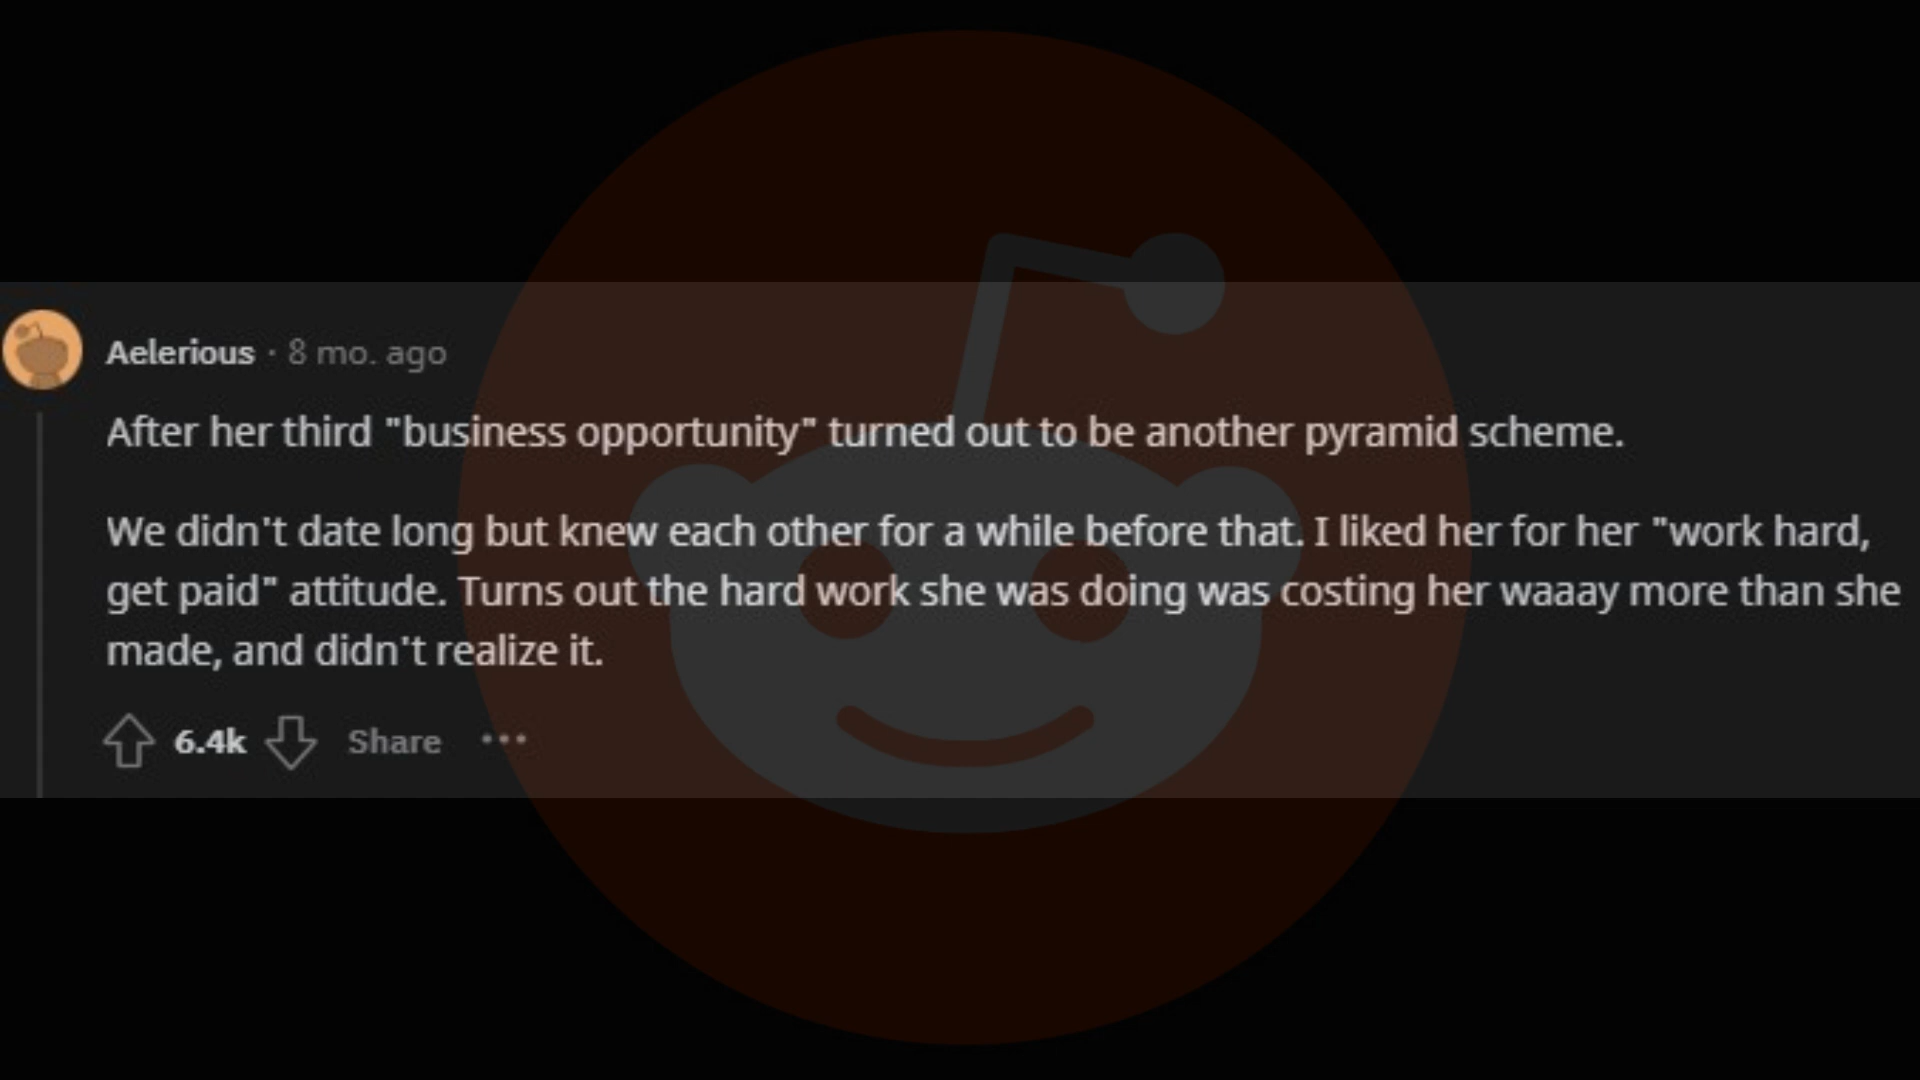 Aelerious · 8 mo. ago
After her third "business opportunity" turned out to be another pyramid scheme.
We didn't date long but knew each other for a while before that. I liked her for her "work hard,
get paid" attitude. Turns out the hard work she was doing was costing her waaay more than she
made, and didn't realize it.
6.4k Share ...